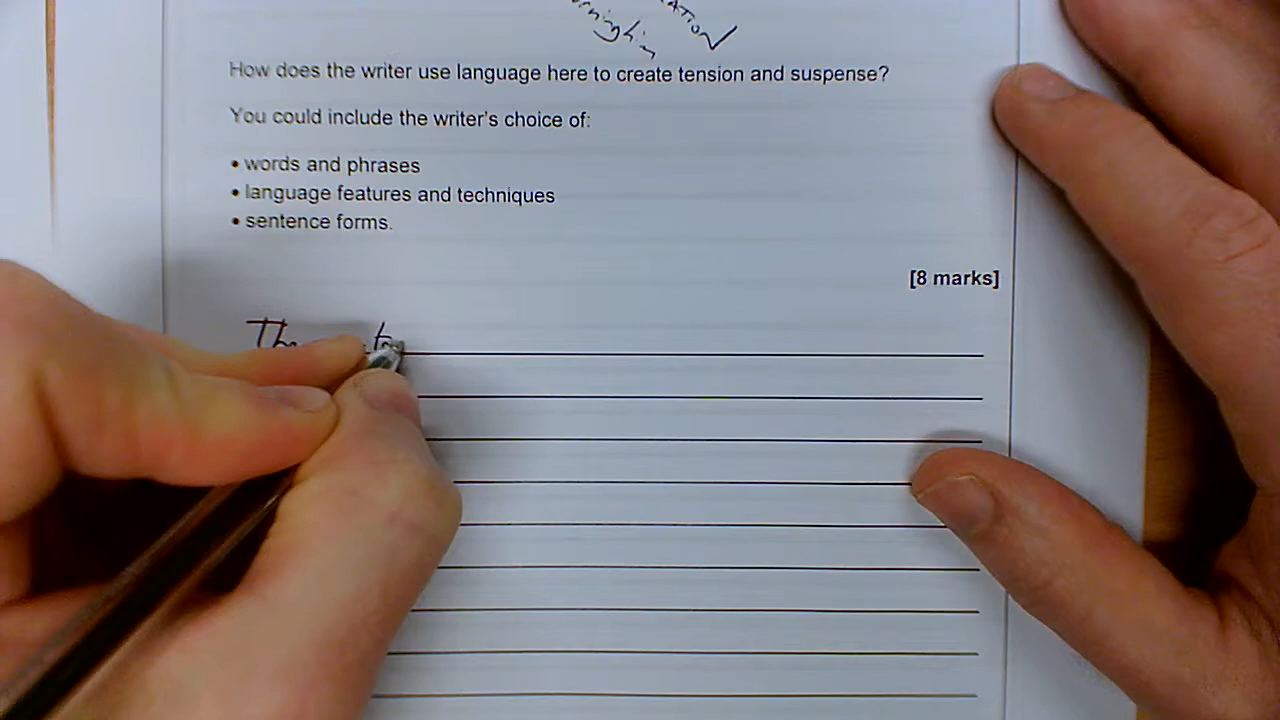 How does the writer use language here to create tension and suspense?
You could include the writer's choice of:
• words and phrases
• language features and techniques
• sentence forms.
[8 marks]
The